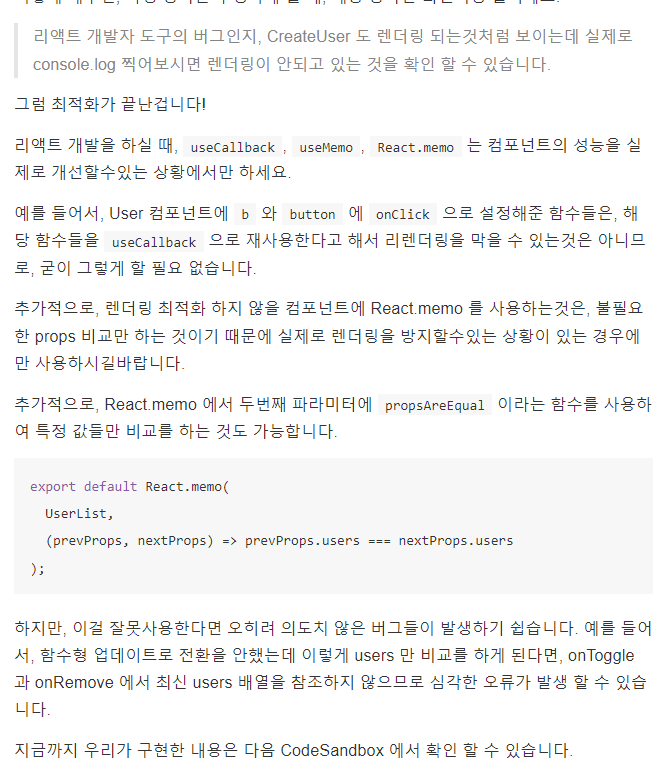 리액트 개발자 도구의 버그인지, CreateUser 도 렌더링 되는것처럼 보이는데 실제로
console.log 찍어보시면 렌더링이 안되고 있는 것을 확인 할 수 있습니다.
그럼 최적화가 끝난겁니다!
리액트 개발을 하실 때, useCallback, useMemo, React.memo 는 컴포넌트의 성능을 실
제로 개선할수있는 상황에서만 하세요.
예를 들어서, User 컴포넌트에 b 와 button 에 onClick 으로 설정해준 함수들은, 해
당 함수들을 useCallback 으로 재사용한다고 해서 리렌더링을 막을 수 있는것은 아니므
로, 굳이 그렇게 할 필요 없습니다.
추가적으로, 렌더링 최적화 하지 않을 컴포넌트에 React.memo 를 사용하는것은, 불필요
한 props 비교만 하는 것이기 때문에 실제로 렌더링을 방지할수있는 상황이 있는 경우에
만 사용하시길바랍니다.
추가적으로, React.memo 에서 두번째 파라미터에 propsAreEqual 이라는 함수를 사용하
여 특정 값들만 비교를 하는 것도 가능합니다.
export default React.memo(
  UserList,
  (prevProps, nextProps) => prevProps.users === nextProps.users
);
하지만, 이걸 잘못사용한다면 오히려 의도치 않은 버그들이 발생하기 쉽습니다. 예를 들어
서, 함수형 업데이트로 전환을 안했는데 이렇게 users 만 비교를 하게 된다면, onToggle
과 onRemove 에서 최신 users 배열을 참조하지 않으므로 심각한 오류가 발생 할 수 있습
니다.
지금까지 우리가 구현한 내용은 다음 CodeSandbox 에서 확인 할 수 있습니다.